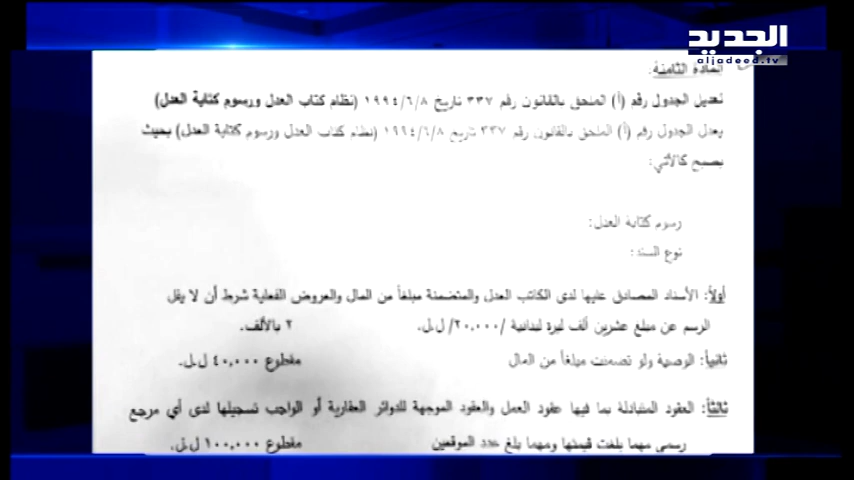 الجديد
aljadeed.tv
المادة الثامنة:
تعديل الجدول رقم (أ) الملحق بالقانون رقم ٣٣٧ تاريخ ١٩٩٤/٦/٨ (نظام كتاب العدل ورسوم كتابة العدل)
يعدل الجدول رقم (أ) الملحق بالقانون رقم ٣٣٧ تاريخ ١٩٩٤/٦/٨ (نظام كتاب العدل ورسوم كتابة العدل) بحيث
يصبح كالآتي:
رسوم كتابة العدل:
نوع السند:
أولاً: الأسناد المصادق عليها لدى الكاتب العدل والمتضمنة مبلغاً من المال والعروض الفعلية شرط أن لا يقل
الرسم عن مبلغ عشرين ألف ليرة لبنانية /٢٠,٠٠٠/ ل.ل. ٢ بالألف.
ثانياً: الوصية ولو تضمنت مبلغاً من المال مقطوع ٤٠,٠٠٠ ل.ل.
ثالثاً: العقود المتبادلة بما فيها عقود العمل والعقود الموجهة للدوائر العقارية أو الواجب تسجيلها لدى أي مرجع
رسمي مهما بلغت قيمتها ومهما بلغ عدد الموقعين مقطوع ١٠٠,٠٠٠ ل.ل.